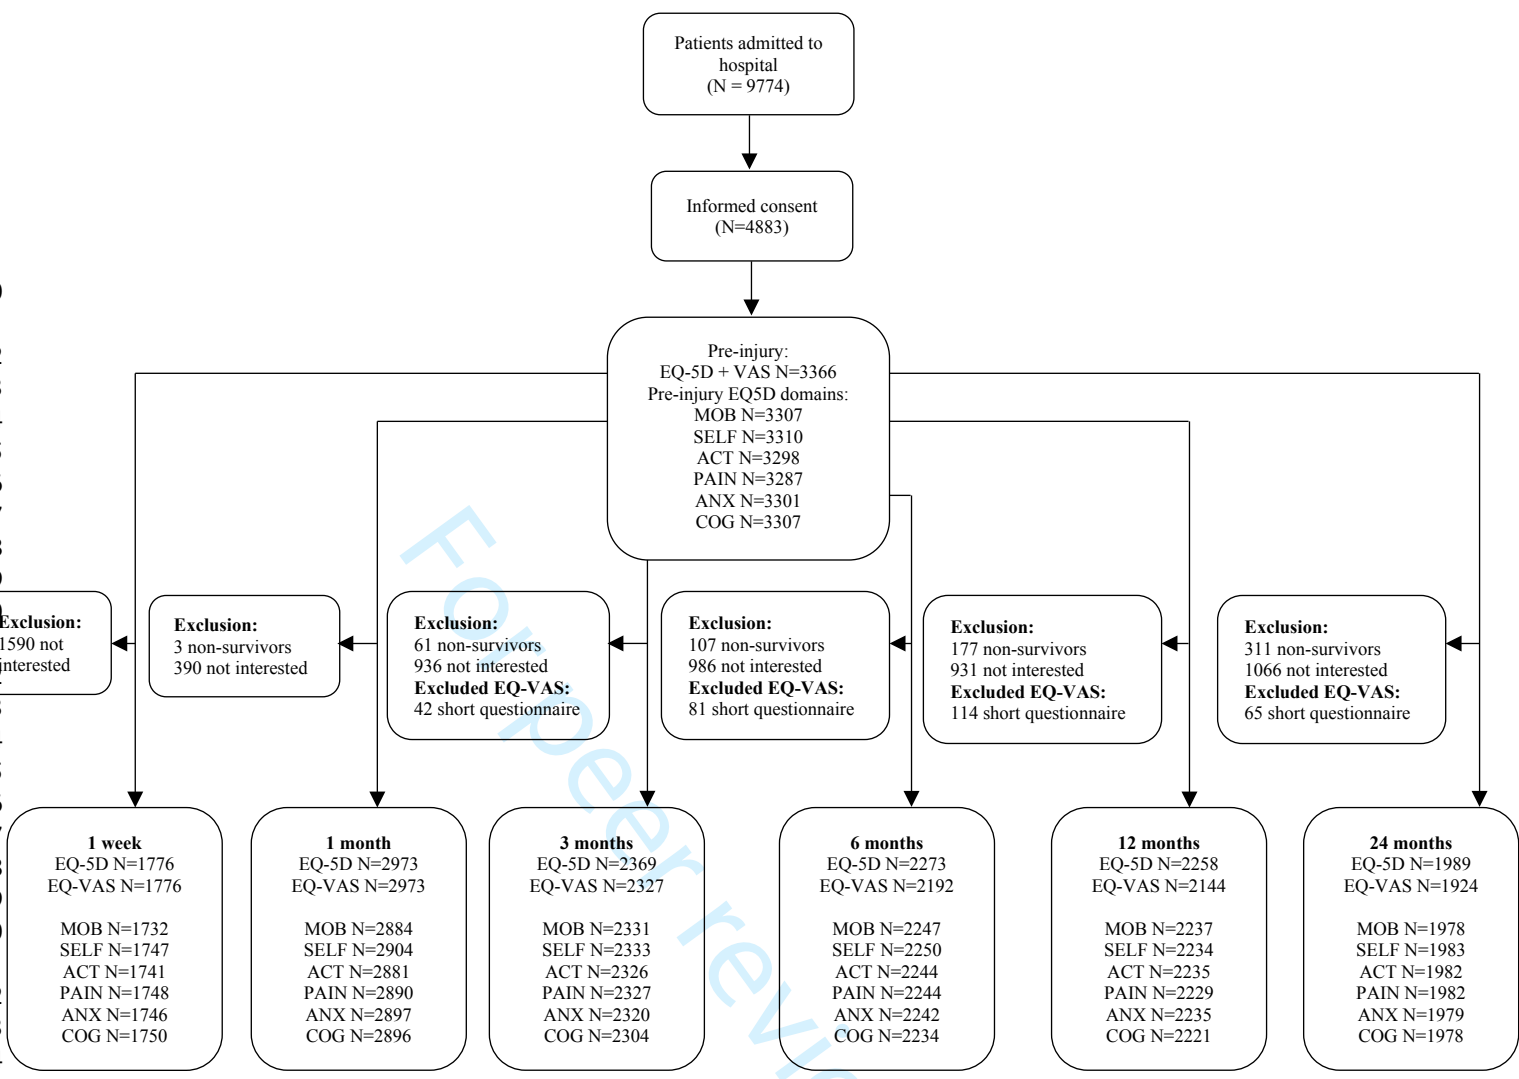 Patients admitted to
hospital
(N = 9774)
Informed consent
(N=4883)
Pre-injury:
EQ-5D + VAS N=3366
Pre-injury EQ5D domains:
MOB N=3307
SELF N=3310
ACT N=3298
PAIN N=3287
ANX N=3301
COG N=3307
Exclusion:
1590 not
interested
Exclusion:
3 non-survivors
390 not interested
Exclusion:
61 non-survivors
936 not interested
Excluded EQ-VAS:
42 short questionnaire
Exclusion:
107 non-survivors
986 not interested
Excluded EQ-VAS:
81 short questionnaire
Exclusion:
177 non-survivors
931 not interested
Excluded EQ-VAS:
114 short questionnaire
Exclusion:
311 non-survivors
1066 not interested
Excluded EQ-VAS:
65 short questionnaire
1 week
EQ-5D N=1776
EQ-VAS N=1776
MOB N=1732
SELF N=1747
ACT N=1741
PAIN N=1748
ANX N=1746
COG N=1750
1 month
EQ-5D N=2973
EQ-VAS N=2973
MOB N=2884
SELF N=2904
ACT N=2881
PAIN N=2890
ANX N=2897
COG N=2896
3 months
EQ-5D N=2369
EQ-VAS N=2327
MOB N=2331
SELF N=2333
ACT N=2326
PAIN N=2327
ANX N=2320
COG N=2304
6 months
EQ-5D N=2273
EQ-VAS N=2192
MOB N=2247
SELF N=2250
ACT N=2244
PAIN N=2244
ANX N=2242
COG N=2234
12 months
EQ-5D N=2258
EQ-VAS N=2144
MOB N=2237
SELF N=2234
ACT N=2235
PAIN N=2229
ANX N=2235
COG N=2221
24 months
EQ-5D N=1989
EQ-VAS N=1924
MOB N=1978
SELF N=1983
ACT N=1982
PAIN N=1982
ANX N=1979
COG N=1978
For peer revie